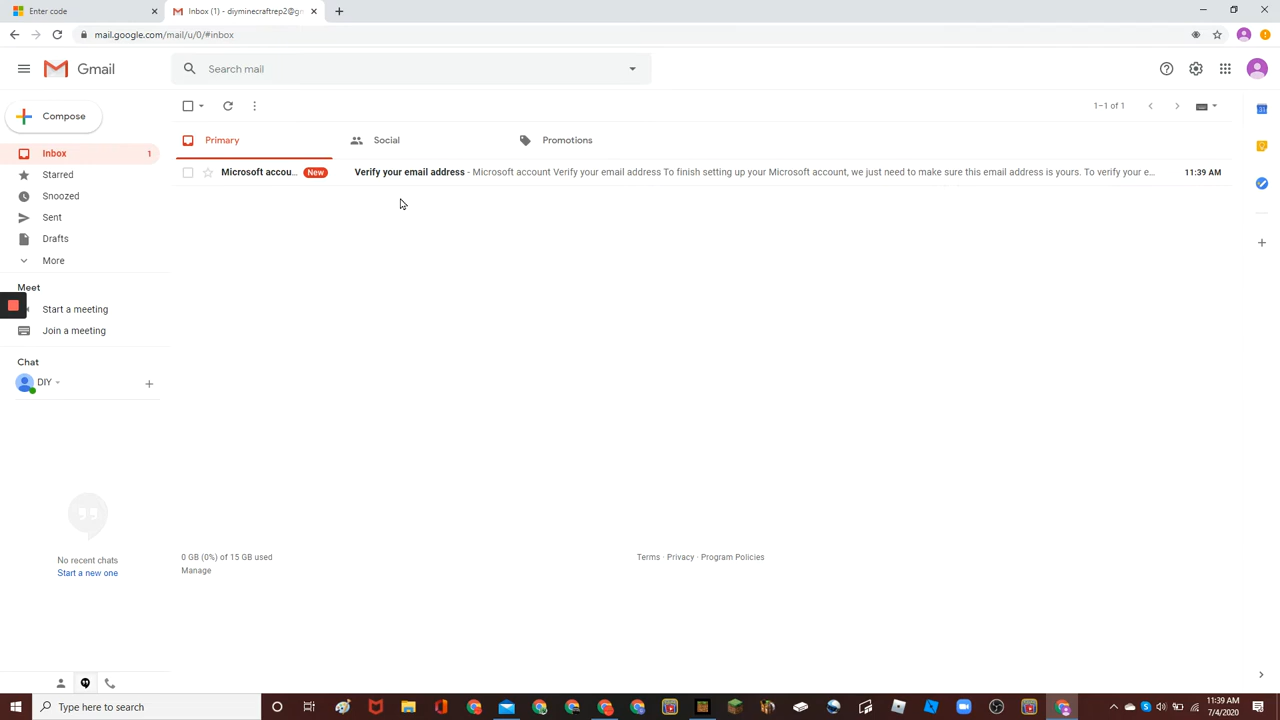 Enter code
Inbox (1) - diyminecraftrep2@gm
mail.google.com/mail/u/0/#inbox
Gmail
Search mail
Compose
1–1 of 1
Primary
Social
Promotions
Inbox 1
Microsoft accou... New Verify your email address - Microsoft account Verify your email address To finish setting up your Microsoft account, we just need to make sure this email address is yours. To verify your e... 11:39 AM
Starred
Snoozed
Sent
Drafts
More
Meet
Start a meeting
Join a meeting
Chat
DIY
No recent chats
Start a new one
0 GB (0%) of 15 GB used
Manage
Terms · Privacy · Program Policies
Type here to search
11:39 AM
7/4/2020